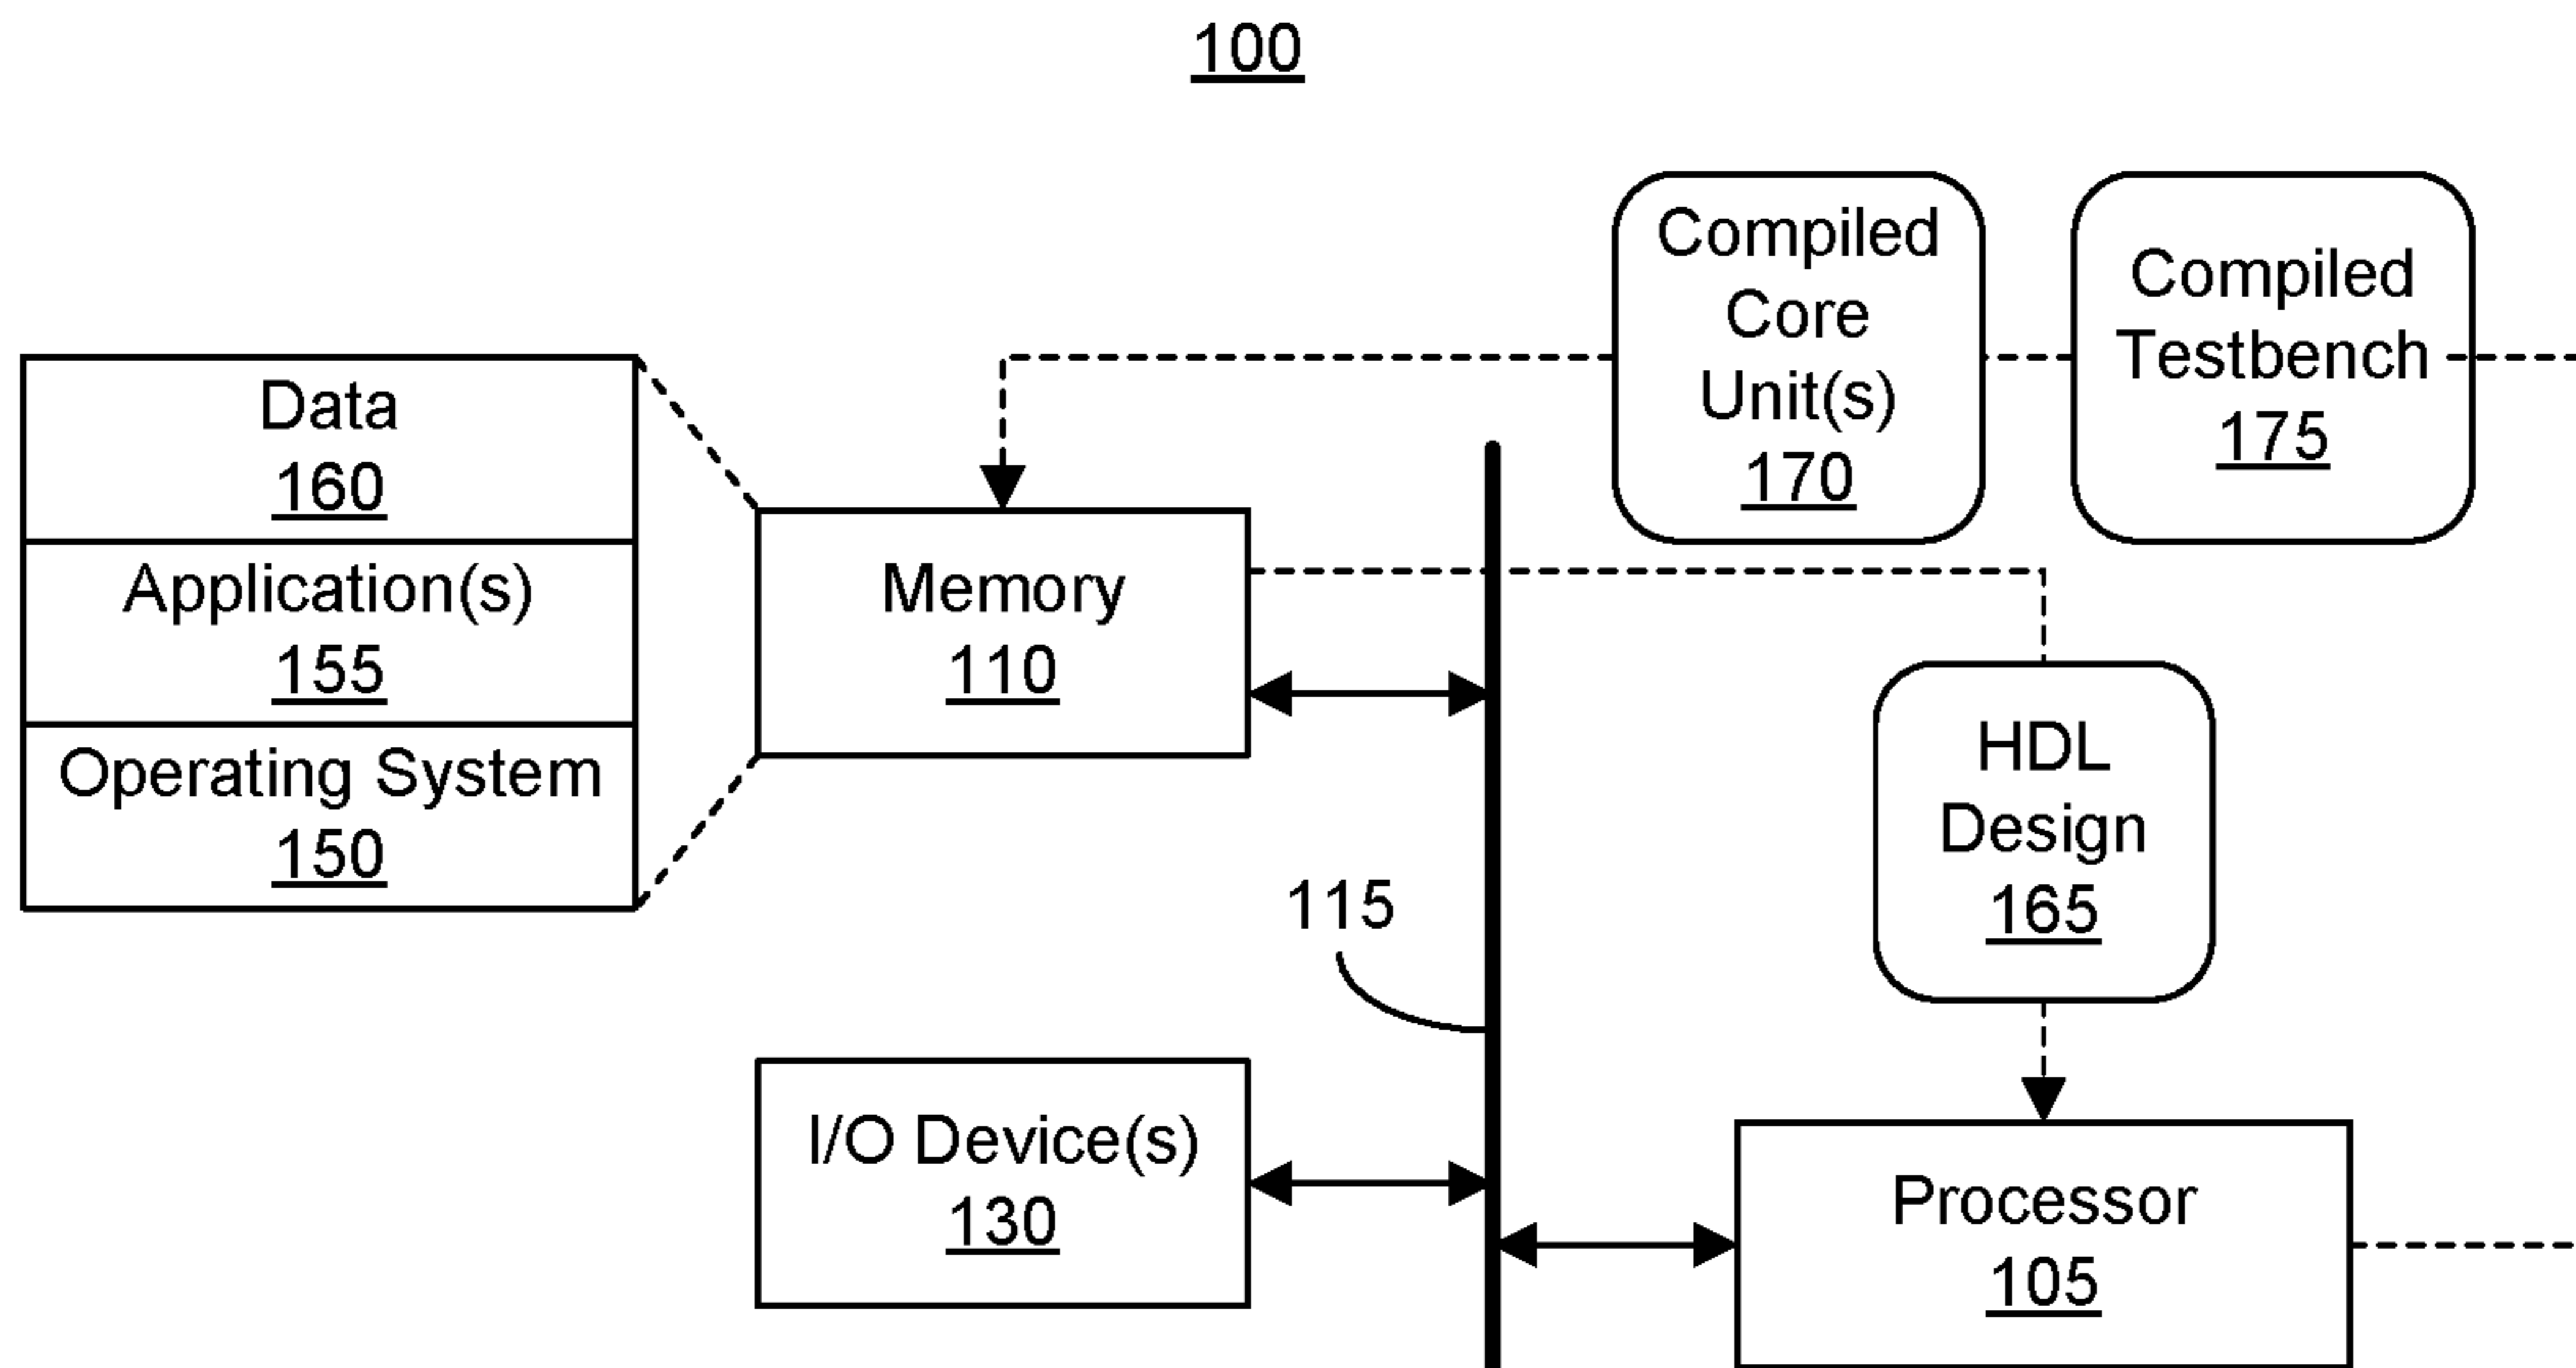 100
Compiled
Core
Unit(s)
170
Compiled
Testbench
175
Data
160
Application(s)
155
Operating System
150
Memory
110
HDL
Design
165
115
I/O Device(s)
130
Processor
105